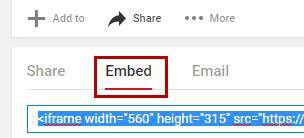 Add to Share More
Share Embed Email
<iframe width="560" height="315" src="https://